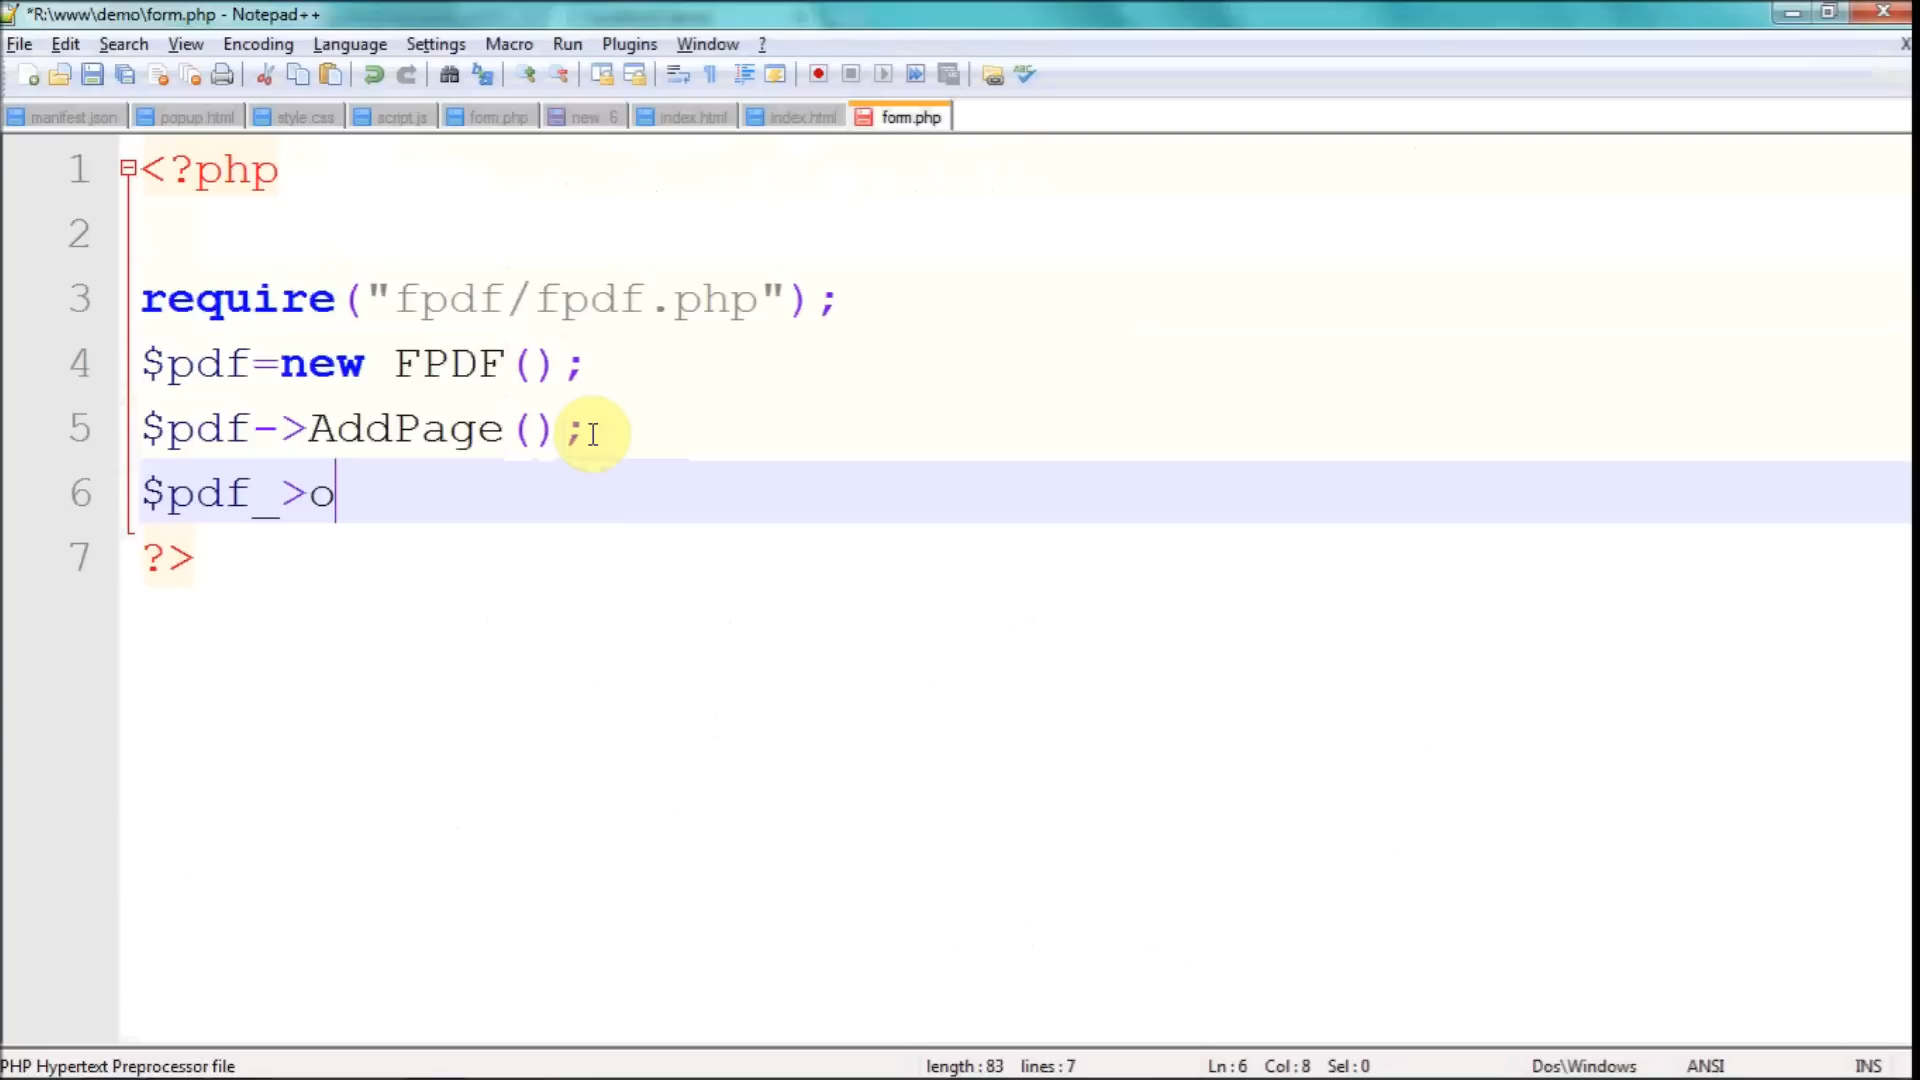 *R:\www\demo\form.php - Notepad++
File Edit Search View Encoding Language Settings Macro Run Plugins Window ? X
manifest.json popup.html style.css script.js form.php new 6 index.html index.html form.php
1 <?php
2
3 require("fpdf/fpdf.php");
4 $pdf=new FPDF();
5 $pdf->AddPage();
6 $pdf_>o
7 ?>
PHP Hypertext Preprocessor file length : 83 lines : 7 Ln : 6 Col : 8 Sel : 0 Dos\Windows ANSI INS